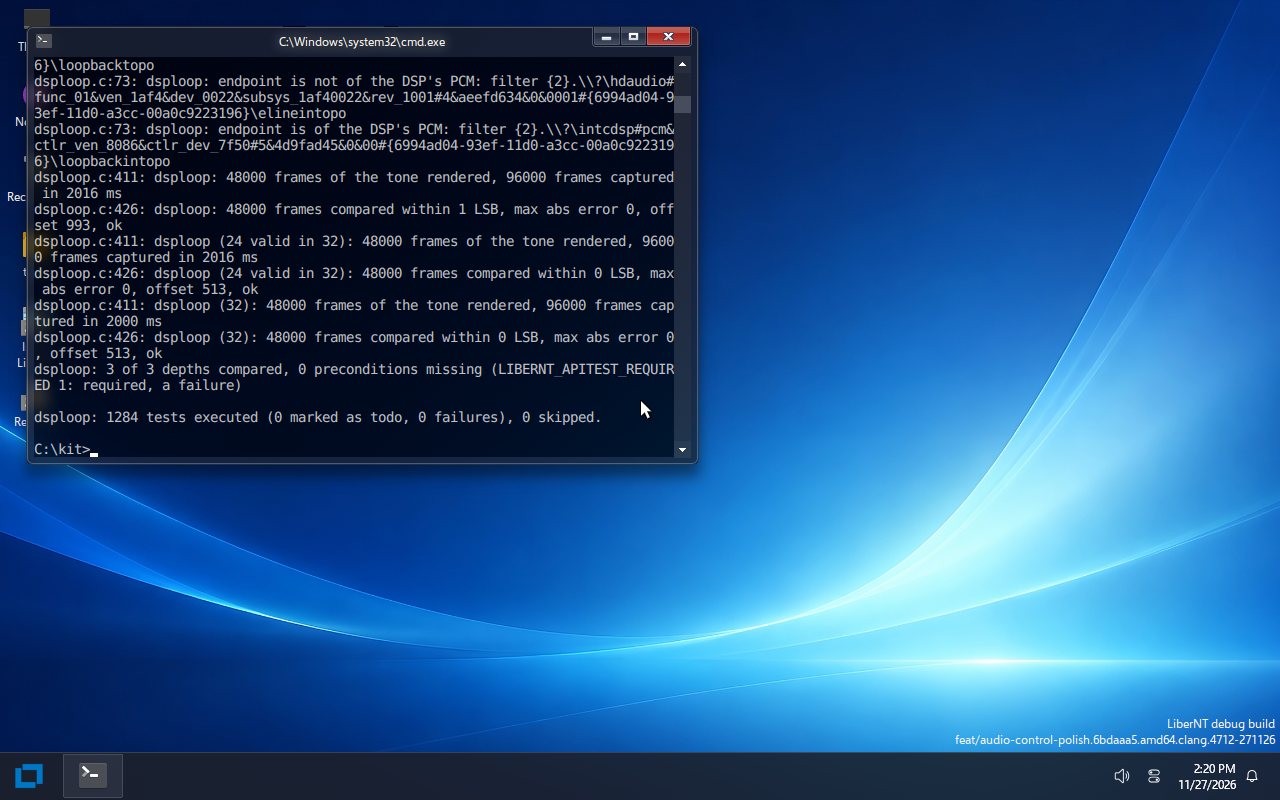 C:\Windows\system32\cmd.exe
6}\loopbacktopo
dsploop.c:73: dsploop: endpoint is not of the DSP's PCM: filter {2}.\\?\hdaudio#
func_01&ven_1af4&dev_0022&subsys_1af40022&rev_1001#4&aeefd634&0&0001#{6994ad04-9
3ef-11d0-a3cc-00a0c9223196}\elineintopo
dsploop.c:73: dsploop: endpoint is of the DSP's PCM: filter {2}.\\?\intcdsp#pcm&
ctlr_ven_8086&ctlr_dev_7f50#5&4d9fad45&0&00#{6994ad04-93ef-11d0-a3cc-00a0c922319
6}\loopbackintopo
dsploop.c:411: dsploop: 48000 frames of the tone rendered, 96000 frames captured
 in 2016 ms
dsploop.c:426: dsploop: 48000 frames compared within 1 LSB, max abs error 0, off
set 993, ok
dsploop.c:411: dsploop (24 valid in 32): 48000 frames of the tone rendered, 9600
0 frames captured in 2016 ms
dsploop.c:426: dsploop (24 valid in 32): 48000 frames compared within 0 LSB, max
 abs error 0, offset 513, ok
dsploop.c:411: dsploop (32): 48000 frames of the tone rendered, 96000 frames cap
tured in 2000 ms
dsploop.c:426: dsploop (32): 48000 frames compared within 0 LSB, max abs error 0
, offset 513, ok
dsploop: 3 of 3 depths compared, 0 preconditions missing (LIBERNT_APITEST_REQUIR
ED 1: required, a failure)
dsploop: 1284 tests executed (0 marked as todo, 0 failures), 0 skipped.
C:\kit>
LiberNT debug build
feat/audio-control-polish.6bdaaa5.amd64.clang.4712-271126
2:20 PM
11/27/2026